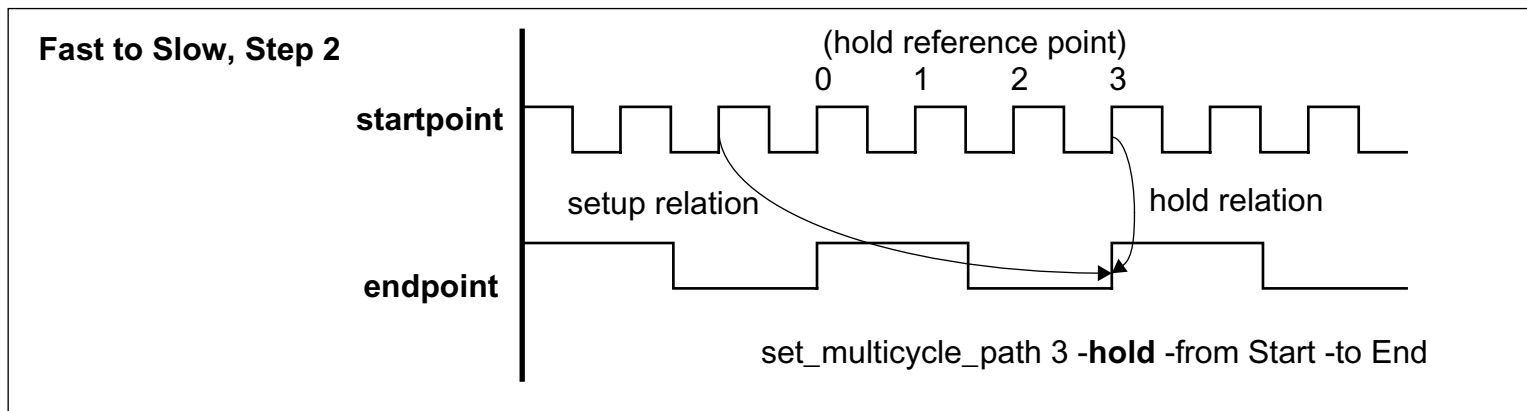 Fast to Slow, Step 2
(hold reference point)
0 1 2 3
startpoint
setup relation
hold relation
endpoint
set_multicycle_path 3 -hold -from Start -to End